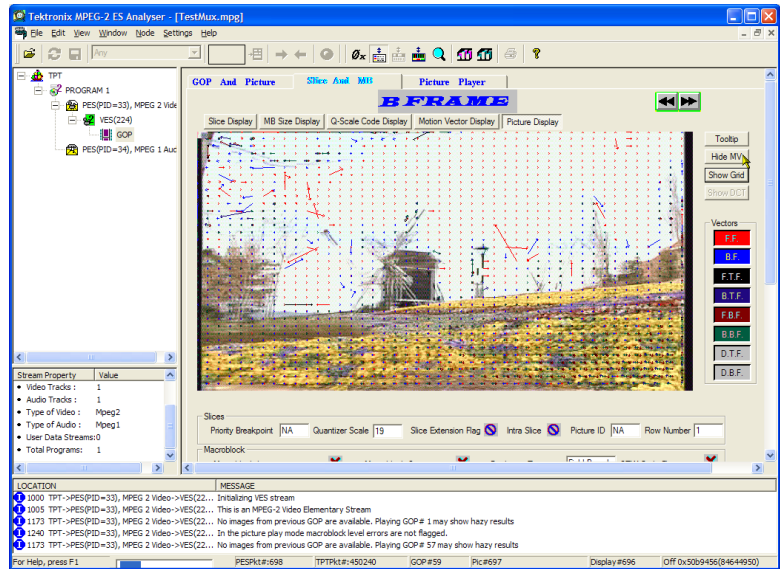 Tektronix MPEG-2 ES Analyser - [TestMux.mpg]
File Edit View Window Node Settings Help
Any
Øx
TPT
PROGRAM 1
PES(PID=33), MPEG 2 Vide
VES(224)
GOP
PES(PID=34), MPEG 1 Auc
GOP And Picture Slice And MB Picture Player
B FRAME
Slice Display MB Size Display Q-Scale Code Display Motion Vector Display Picture Display
Tooltip
Hide MV
Show Grid
Show DCT
Vectors
F.F.
B.F.
F.T.F.
B.T.F.
F.B.F.
B.B.F.
D.T.F.
D.B.F.
Stream Property Value
Video Tracks : 1
Audio Tracks : 1
Type of Video : Mpeg2
Type of Audio : Mpeg1
User Data Streams:0
Total Programs: 1
Slices
Priority Breakpoint NA Quantizer Scale 19 Slice Extension Flag Intra Slice Picture ID NA Row Number 1
Macroblock
LOCATION MESSAGE
1000 TPT->PES(PID=33), MPEG 2 Video->VES(22... Initializing VES stream
1005 TPT->PES(PID=33), MPEG 2 Video->VES(22... This is an MPEG-2 Video Elementary Stream
1173 TPT->PES(PID=33), MPEG 2 Video->VES(22... No images from previous GOP are available. Playing GOP# 1 may show hazy results
1240 TPT->PES(PID=33), MPEG 2 Video->VES(22... In the picture play mode macroblock level errors are not flagged.
1173 TPT->PES(PID=33), MPEG 2 Video->VES(22... No images from previous GOP are available. Playing GOP# 57 may show hazy results
For Help, press F1 PESPkt#:698 TPTPkt#:450240 GOP#59 Pic#697 Display#696 Off 0x50b9456(84644950)